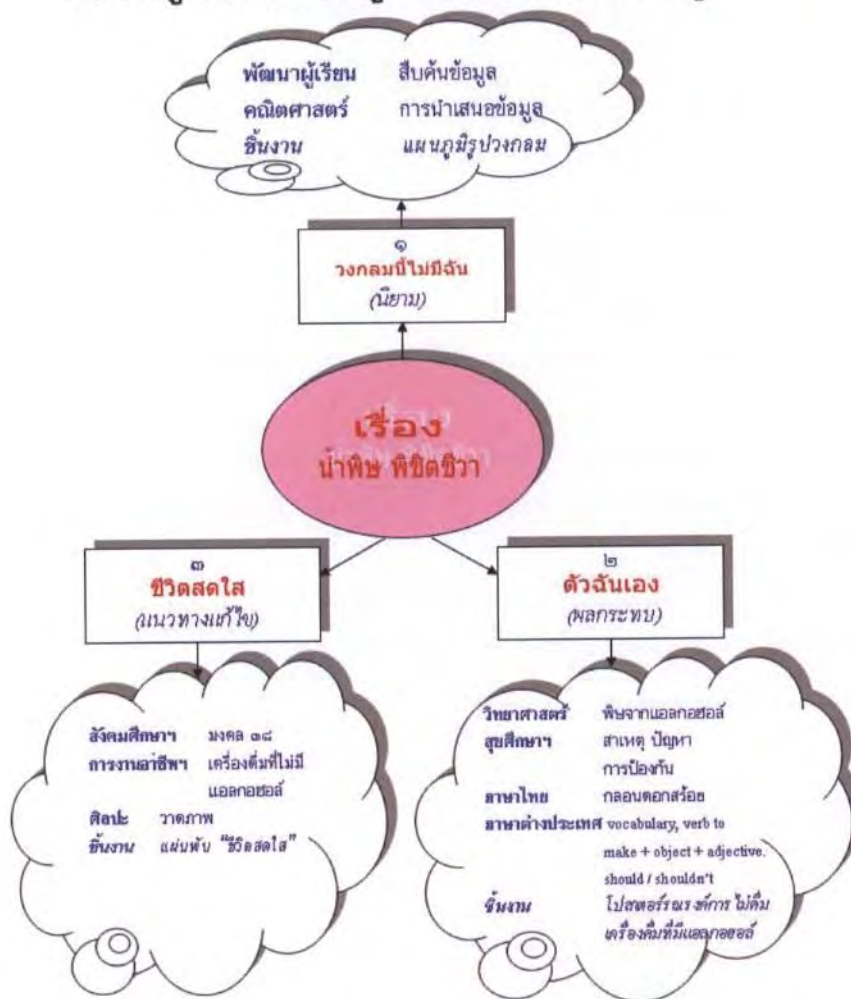 พัฒนาผู้เรียน สืบค้นข้อมูล
คณิตศาสตร์ การนำเสนอข้อมูล
ชิ้นงาน แผนภูมิรูปวงกลม
๑
วงกลมนี้ไม่มีฉัน
(นิยาม)
เรื่อง
น้ำพิษ พิชิตชีวา
๓
ชีวิตสดใส
(แนวทางแก้ไข)
๒
ตัวฉันเอง
(ผลกระทบ)
สังคมศึกษาฯ มงคล ๓๘
การงานอาชีพฯ เครื่องดื่มที่ไม่มี
แอลกอฮอล์
ศิลปะ วาดภาพ
ชิ้นงาน แผ่นพับ "ชีวิตสดใส"
วิทยาศาสตร์ พิษจากแอลกอฮอล์
สุขศึกษาฯ สาเหตุ ปัญหา
การป้องกัน
ภาษาไทย กลอนดอกสร้อย
ภาษาต่างประเทศ vocabulary, verb to
make + object + adjective.
should / shouldn't
ชิ้นงาน โปสเตอร์รณรงค์การไม่ดื่ม
เครื่องดื่มที่มีแอลกอฮอล์